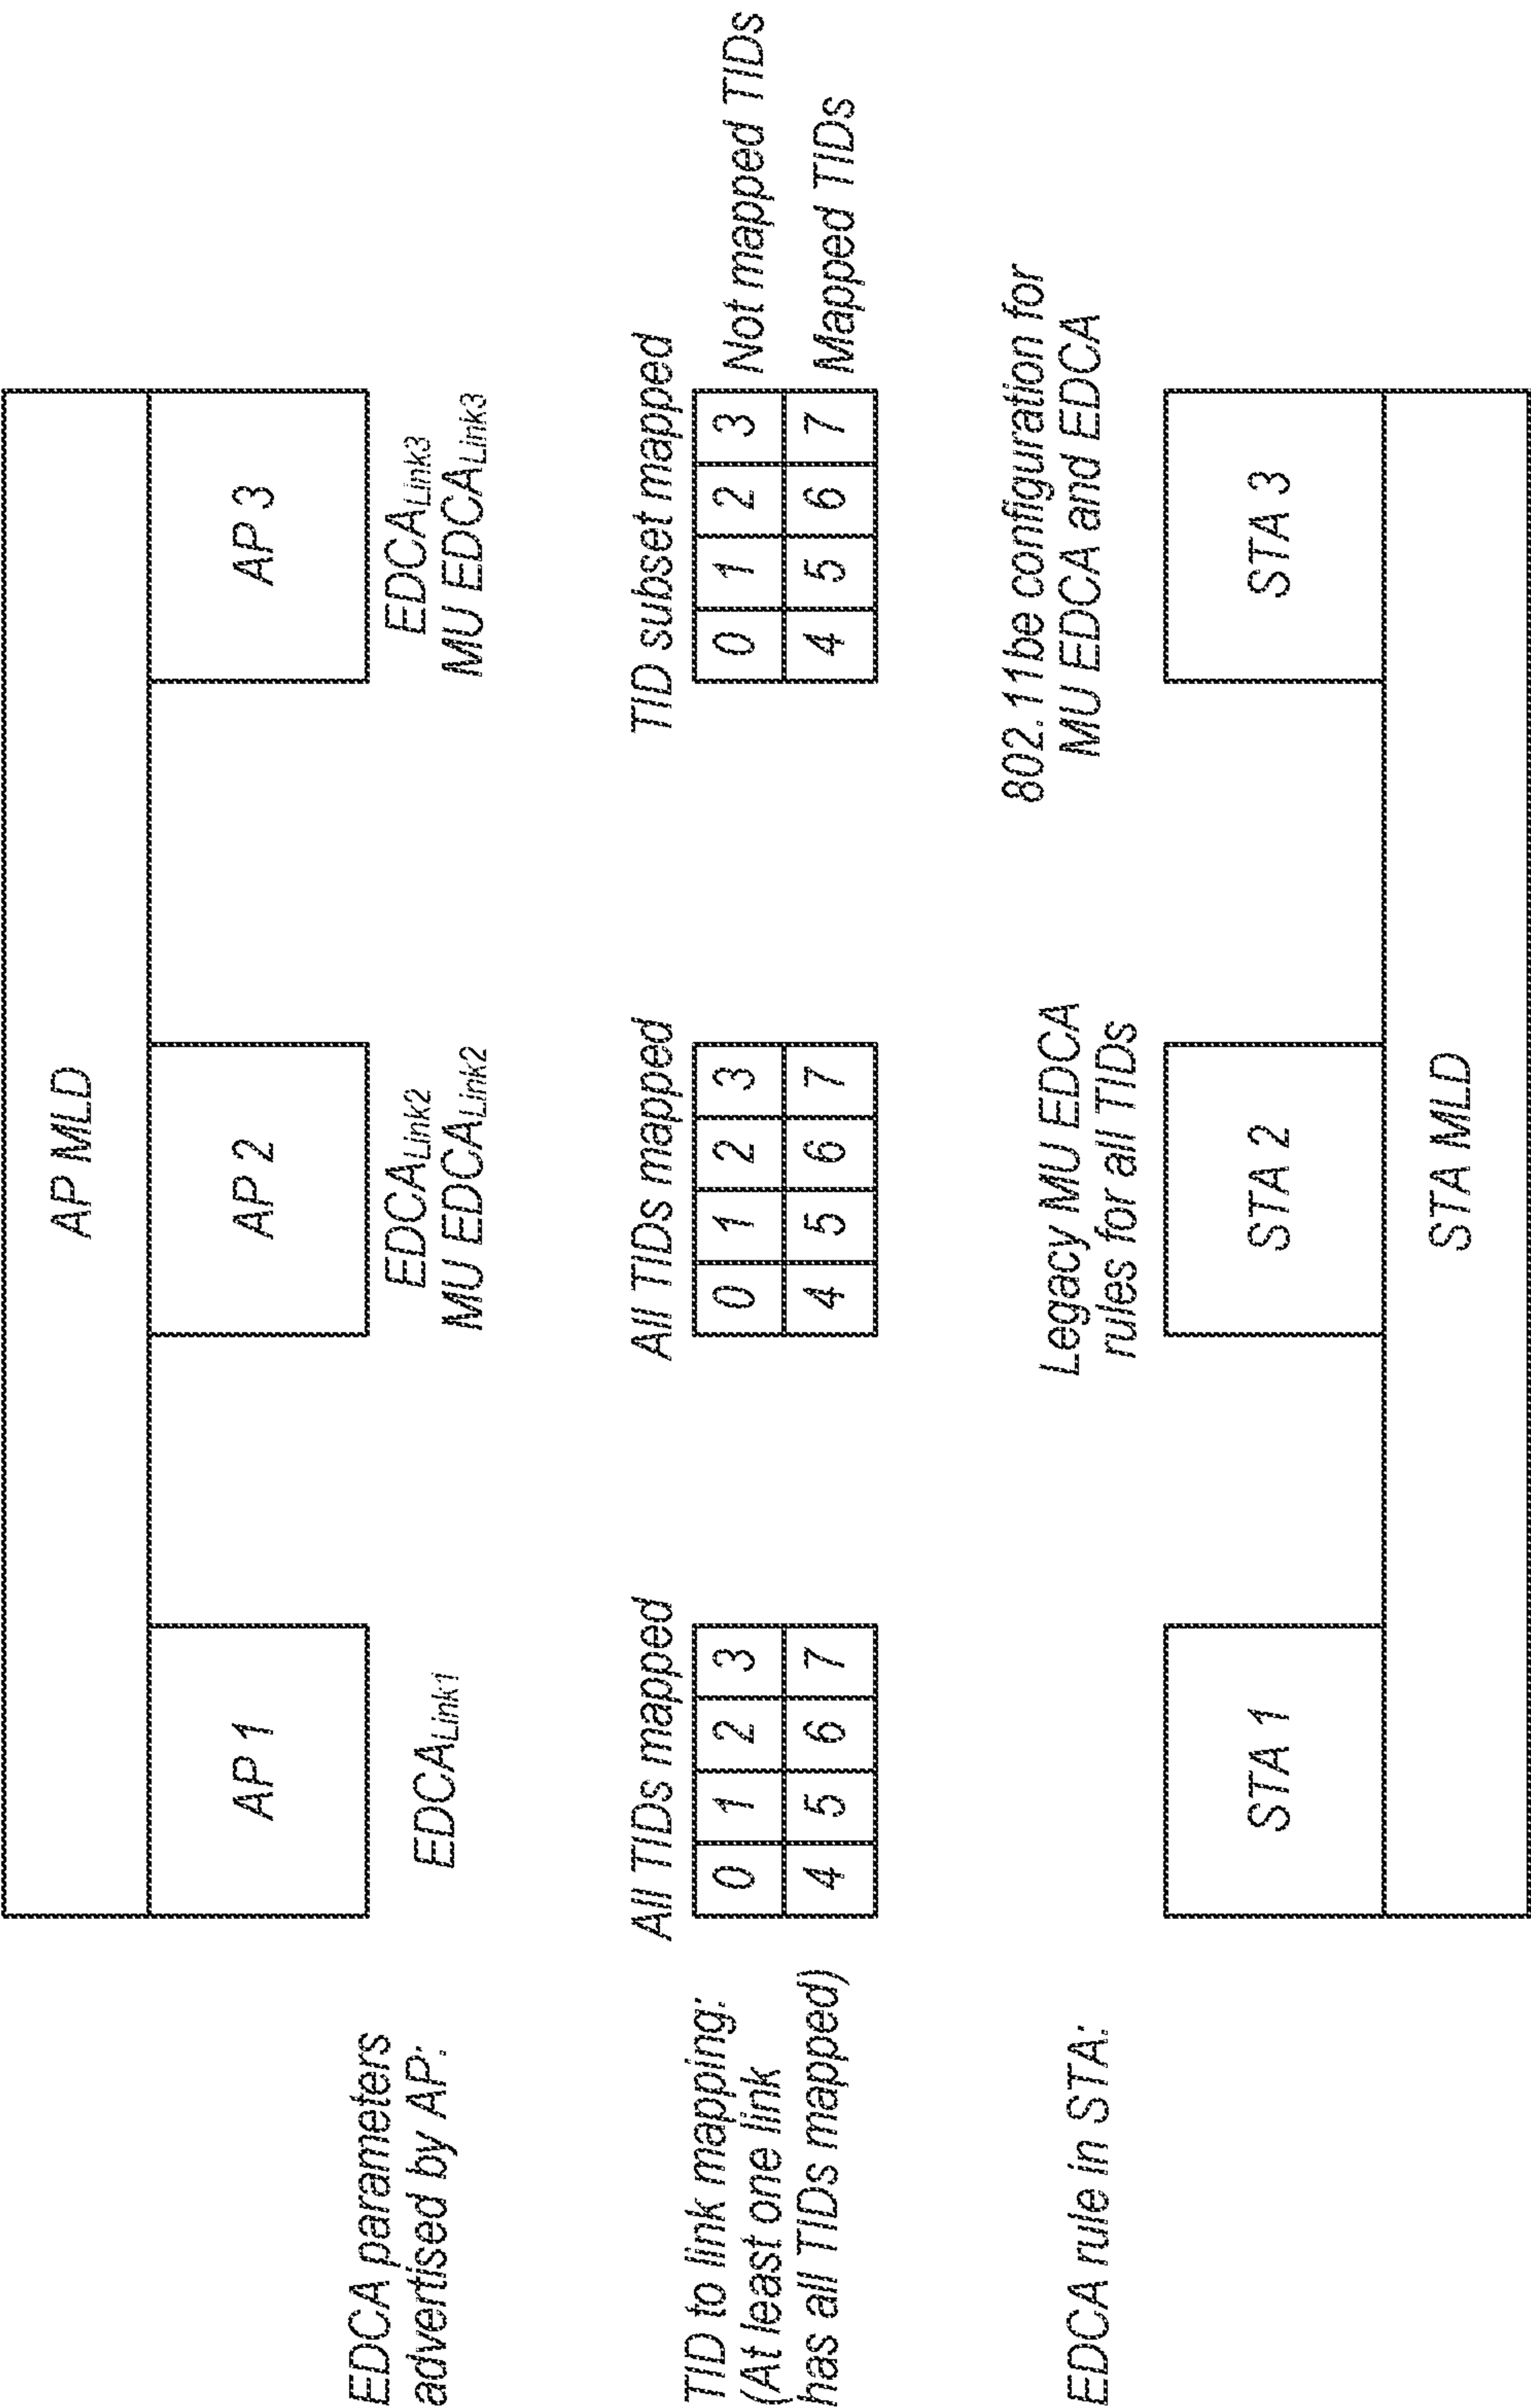 AP MLD
AP 1
AP 2
AP 3
EDCA parameters
advertised by AP:
EDCALink1
EDCALink2
MU EDCALink2
EDCALink3
MU EDCALink3
TID to link mapping:
(At least one link
has all TIDs mapped)
All TIDs mapped
0 1 2 3
4 5 6 7
All TIDs mapped
0 1 2 3
4 5 6 7
TID subset mapped
0 1 2 3 Not mapped TIDs
4 5 6 7 Mapped TIDs
EDCA rule in STA:
Legacy MU EDCA
rules for all TIDs
802.11be configuration for
MU EDCA and EDCA
STA 1
STA 2
STA 3
STA MLD